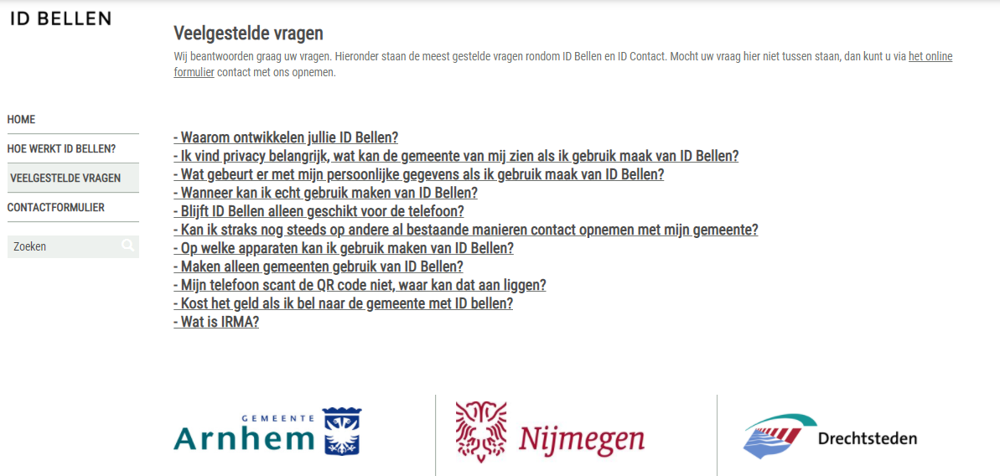 ID BELLEN
HOME
HOE WERKT ID BELLEN?
VEELGESTELDE VRAGEN
CONTACTFORMULIER
Zoeken
Veelgestelde vragen
Wij beantwoorden graag uw vragen. Hieronder staan de meest gestelde vragen rondom ID Bellen en ID Contact. Mocht uw vraag hier niet tussen staan, dan kunt u via het online
formulier contact met ons opnemen.
- Waarom ontwikkelen jullie ID Bellen?
- Ik vind privacy belangrijk, wat kan de gemeente van mij zien als ik gebruik maak van ID Bellen?
- Wat gebeurt er met mijn persoonlijke gegevens als ik gebruik maak van ID Bellen?
- Wanneer kan ik echt gebruik maken van ID Bellen?
- Blijft ID Bellen alleen geschikt voor de telefoon?
- Kan ik straks nog steeds op andere al bestaande manieren contact opnemen met mijn gemeente?
- Op welke apparaten kan ik gebruik maken van ID Bellen?
- Maken alleen gemeenten gebruik van ID Bellen?
- Mijn telefoon scant de QR code niet, waar kan dat aan liggen?
- Kost het geld als ik bel naar de gemeente met ID bellen?
- Wat is IRMA?
GEMEENTE
Arnhem
Nijmegen
Drechtsteden